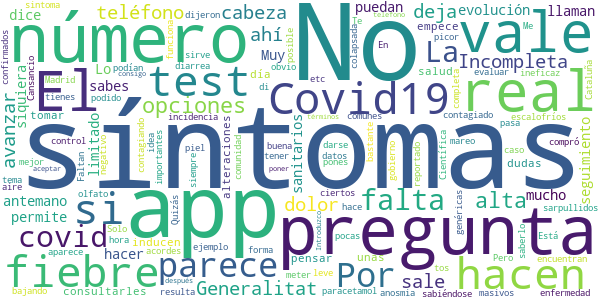 síntomas
No
app
pregunta
número
real
vale
El
test
Covid19
fiebre
si
parece
Por
hacen
falta
alta
covid
La
Incompleta
deja
teléfono
cabeza
ahí
opciones
avanzar
dolor
sale
Generalitat
sanitarios
seguimiento
mucho
limitado
permite
antemano
hacer
consultarles
inducen
alteraciones
evolución
llaman
puedan
empece
picor
salud
dudas
sarpullidos
Muy
Lo
sabes
siquiera
tomar
dice
síntoma
dijeron
diarrea
sirve
podían
funciona
confirmados
Cansancio
Madrid
tienes
podido
día
di
etc
obvio
posible
Te
telefono
colapsada
En
Me
evaluar
ineficaz
Cataluña
completa
escalofríos
contagiado
comunes
mareo
pasa
caso
darse
datos
pones
gobierno
reportado
Científica
bastante
términos
comunidad
buena
tener
incidencia
piel
siempre
idea
importantes
contagiando
negativo
Faltan
control
mejor
tema
aire
aceptar
olfato
Quizás
acordes
Solo
hora
aparece
ejemplo
forma
resulta
después
bajando
poner
consigo
pensar
meter
leve
paracetamol
Introduzco
hace
unas
pocas
ciertos
anosmia
tos
genéricas
saberlo
Pero
Está
encuentran
compró
sabiéndose
masivos
enfermedad